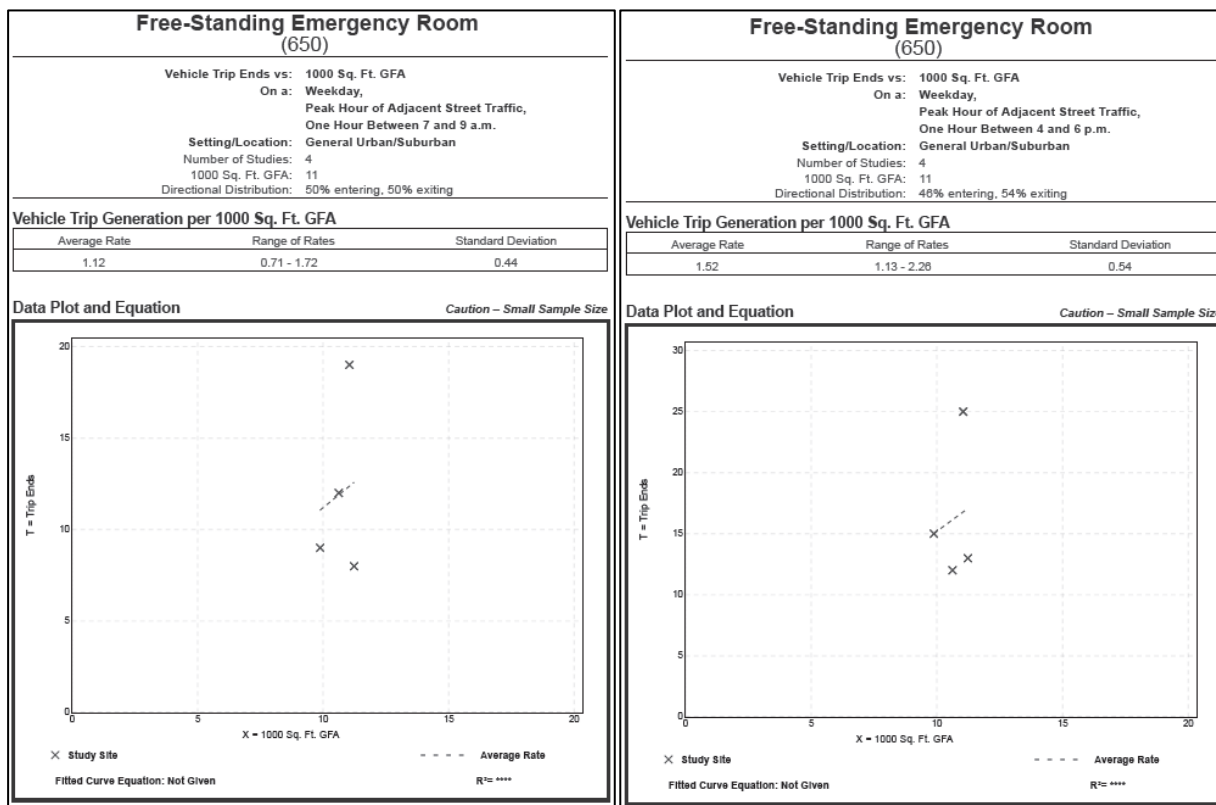 Free-Standing Emergency Room
(650)
Vehicle Trip Ends vs: 1000 Sq. Ft. GFA
On a: Weekday,
Peak Hour of Adjacent Street Traffic,
One Hour Between 7 and 9 a.m.
Setting/Location: General Urban/Suburban
Number of Studies: 4
1000 Sq. Ft. GFA: 11
Directional Distribution: 50% entering, 50% exiting
Vehicle Trip Generation per 1000 Sq. Ft. GFA
Average Rate Range of Rates Standard Deviation
1.12 0.71 - 1.72 0.44
Data Plot and Equation Caution – Small Sample Size
20
15
10
5
0
T = Trip Ends
0 5 10 15 20
X = 1000 Sq. Ft. GFA
Study Site Average Rate
Fitted Curve Equation: Not Given R²= ****
Free-Standing Emergency Room
(650)
Vehicle Trip Ends vs: 1000 Sq. Ft. GFA
On a: Weekday,
Peak Hour of Adjacent Street Traffic,
One Hour Between 4 and 6 p.m.
Setting/Location: General Urban/Suburban
Number of Studies: 4
1000 Sq. Ft. GFA: 11
Directional Distribution: 46% entering, 54% exiting
Vehicle Trip Generation per 1000 Sq. Ft. GFA
Average Rate Range of Rates Standard Deviation
1.52 1.13 - 2.26 0.54
Data Plot and Equation Caution – Small Sample Size
30
25
20
15
10
5
0
T = Trip Ends
0 5 10 15 20
X = 1000 Sq. Ft. GFA
Study Site Average Rate
Fitted Curve Equation: Not Given R²= ****